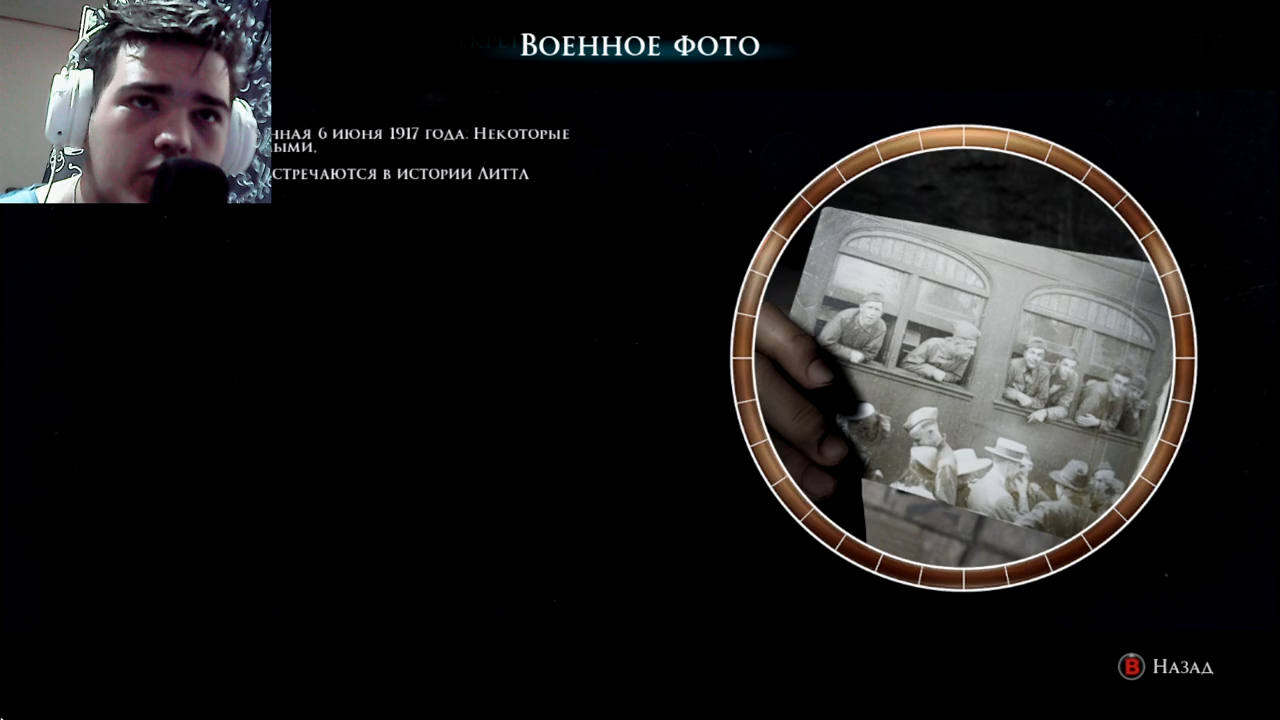 Военное фото
нная 6 июня 1917 года. Некоторые
ыми,
стречаются в истории Литтл
B Назад